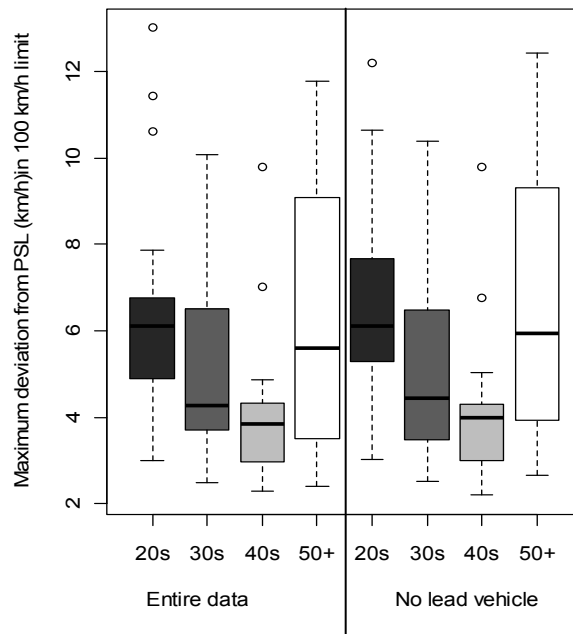 Maximum deviation from PSL (km/h)in 100 km/h limit
12
10
8
6
4
2
20s 30s 40s 50+ 20s 30s 40s 50+
Entire data No lead vehicle